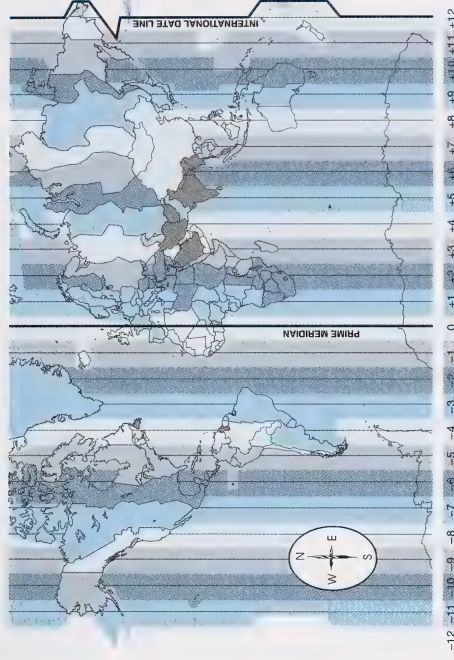 INTERNATIONAL DATE LINE
PRIME MERIDIAN
N
W E
S
−12 −11 −10 −9 −8 −7 −6 −5 −4 −3 −2 −1 0 +1 +2 +3 +4 +5 +6 +7 +8 +9 +10 +11 +12